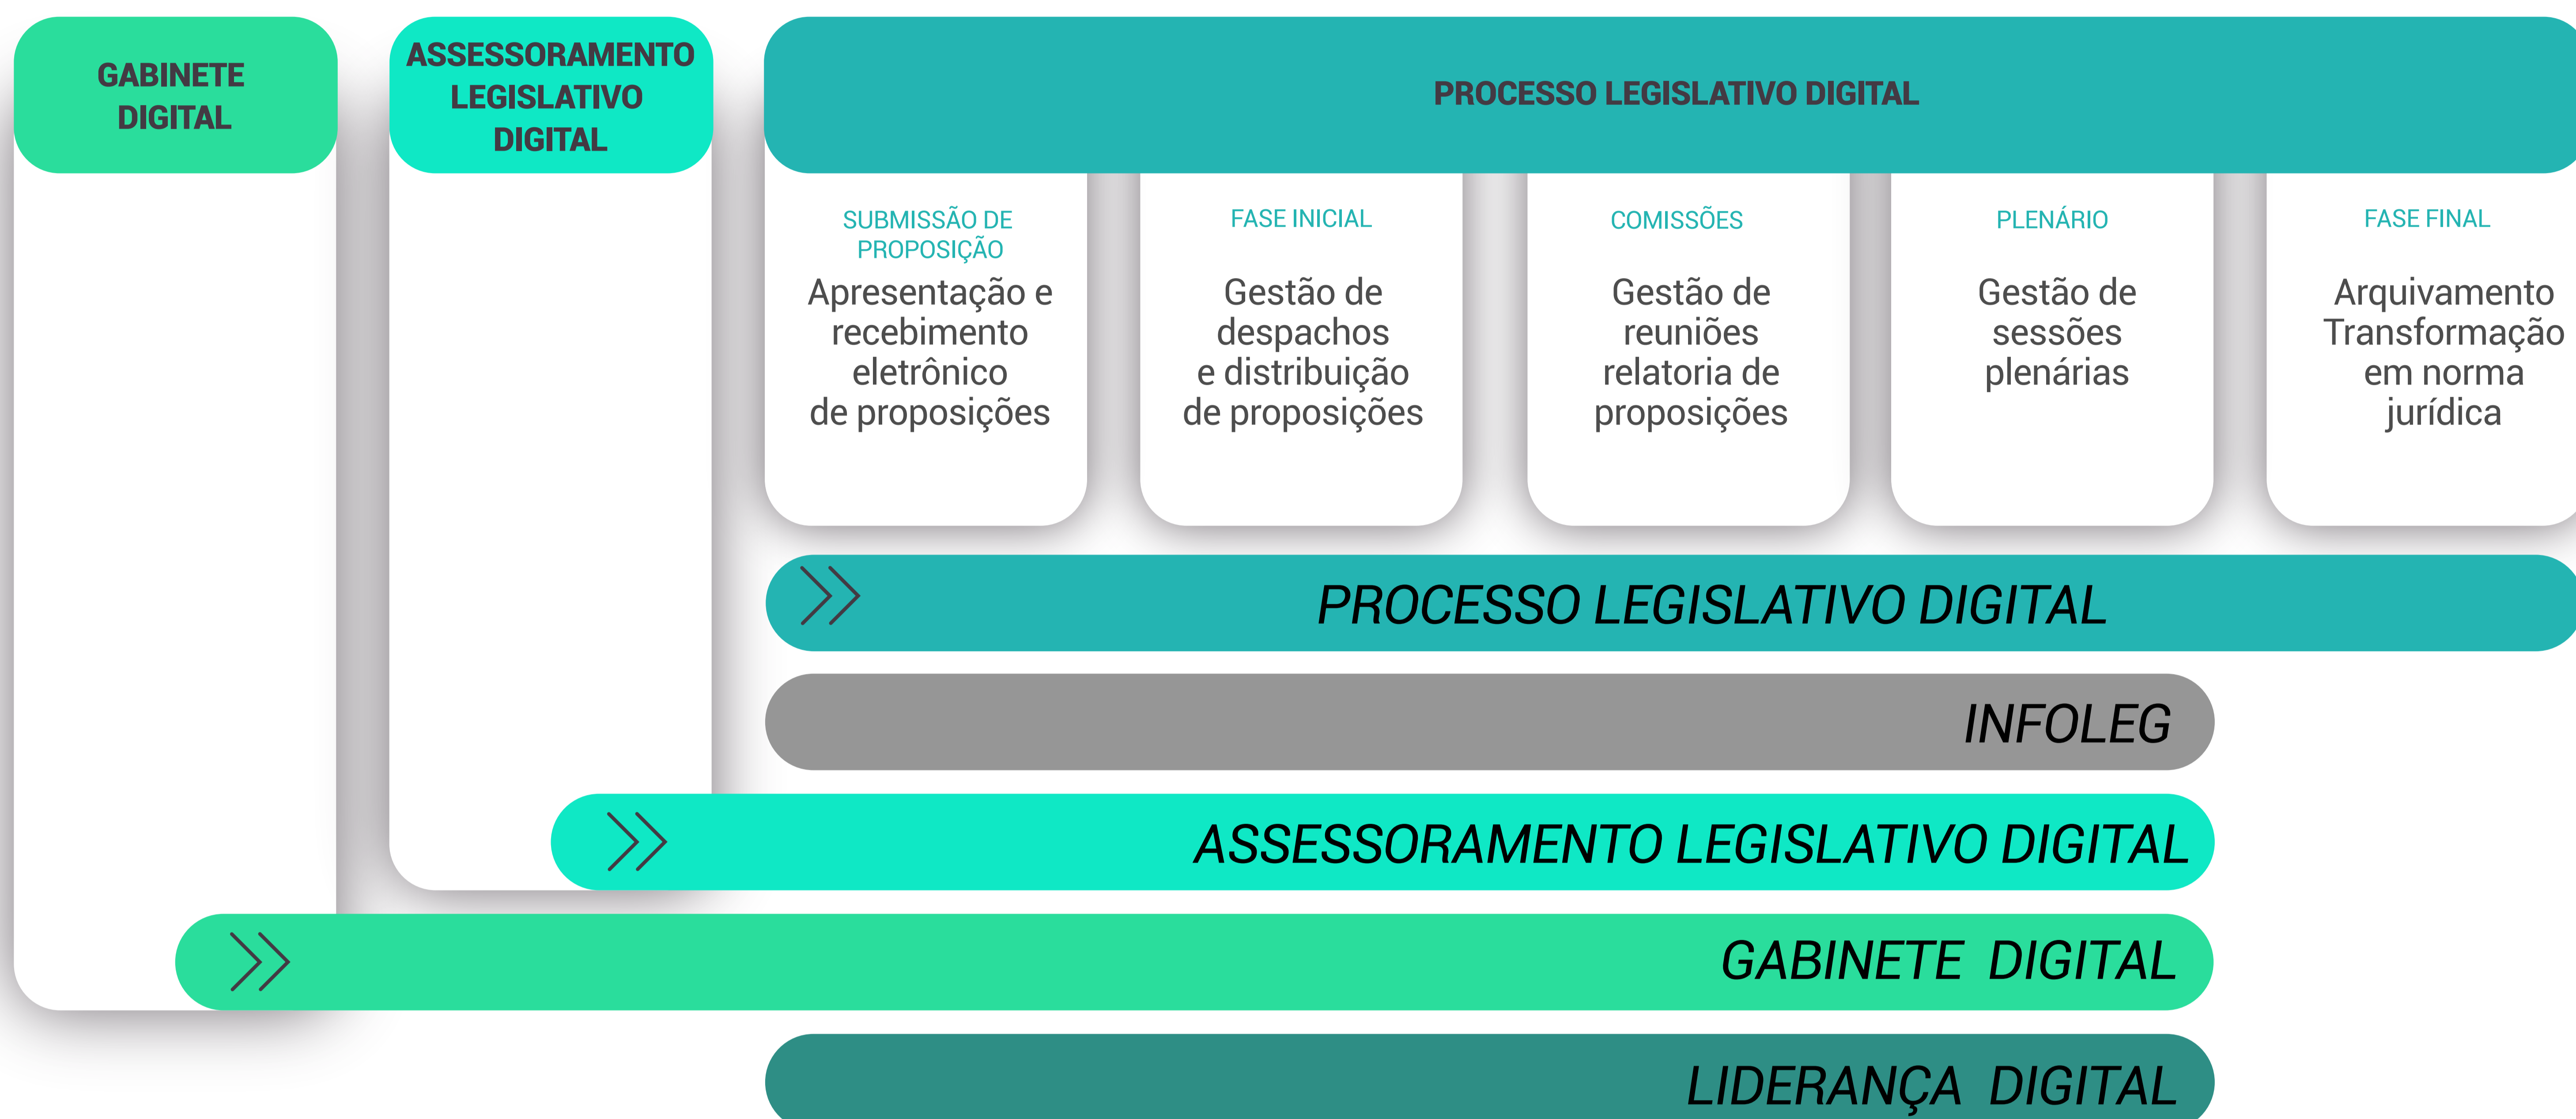 GABINETE
DIGITAL
ASSESSORAMENTO
LEGISLATIVO
DIGITAL
PROCESSO LEGISLATIVO DIGITAL
SUBMISSÃO DE
PROPOSIÇÃO
Apresentação e
recebimento
eletrônico
de proposições
FASE INICIAL
Gestão de
despachos
e distribuição
de proposições
COMISSÕES
Gestão de
reuniões
relatoria de
proposições
PLENÁRIO
Gestão de
sessões
plenárias
FASE FINAL
Arquivamento
Transformação
em norma
jurídica
PROCESSO LEGISLATIVO DIGITAL
INFOLEG
ASSESSORAMENTO LEGISLATIVO DIGITAL
GABINETE DIGITAL
LIDERANÇA DIGITAL